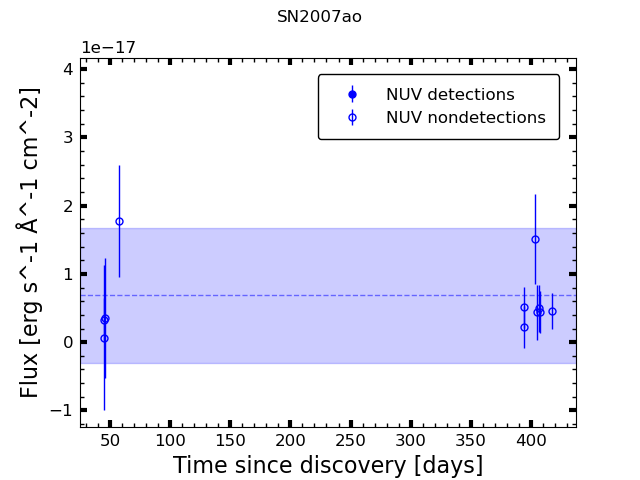 SN2007ao
1e−17
NUV detections
NUV nondetections
4
3
2
1
0
−1
Flux [erg s^-1 Å^-1 cm^-2]
50 100 150 200 250 300 350 400
Time since discovery [days]